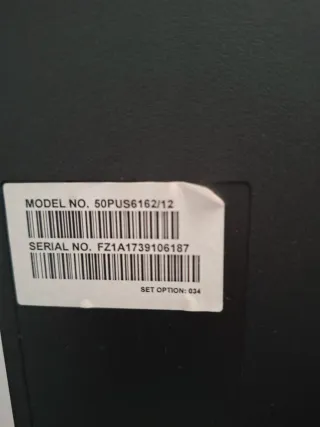 MODEL NO. 50PUS6162/12
SERIAL NO. FZ1A1739106187
SET OPTION: 034